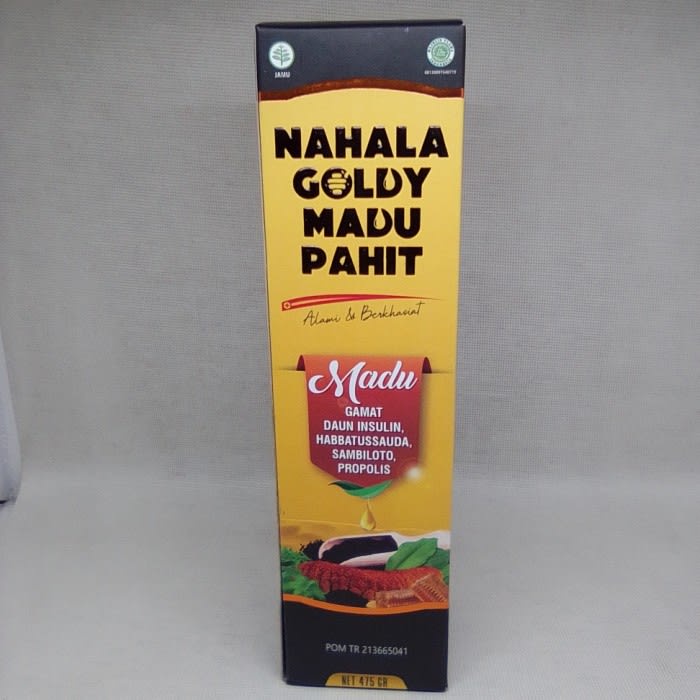 JAMU
NAHALA
GOLDY
MADU
PAHIT
Alami & Berkhasiat
Madu
GAMAT
DAUN INSULIN,
HABBATUSSAUDA,
SAMBILOTO,
PROPOLIS
POM TR 213665041
NET 475 GR